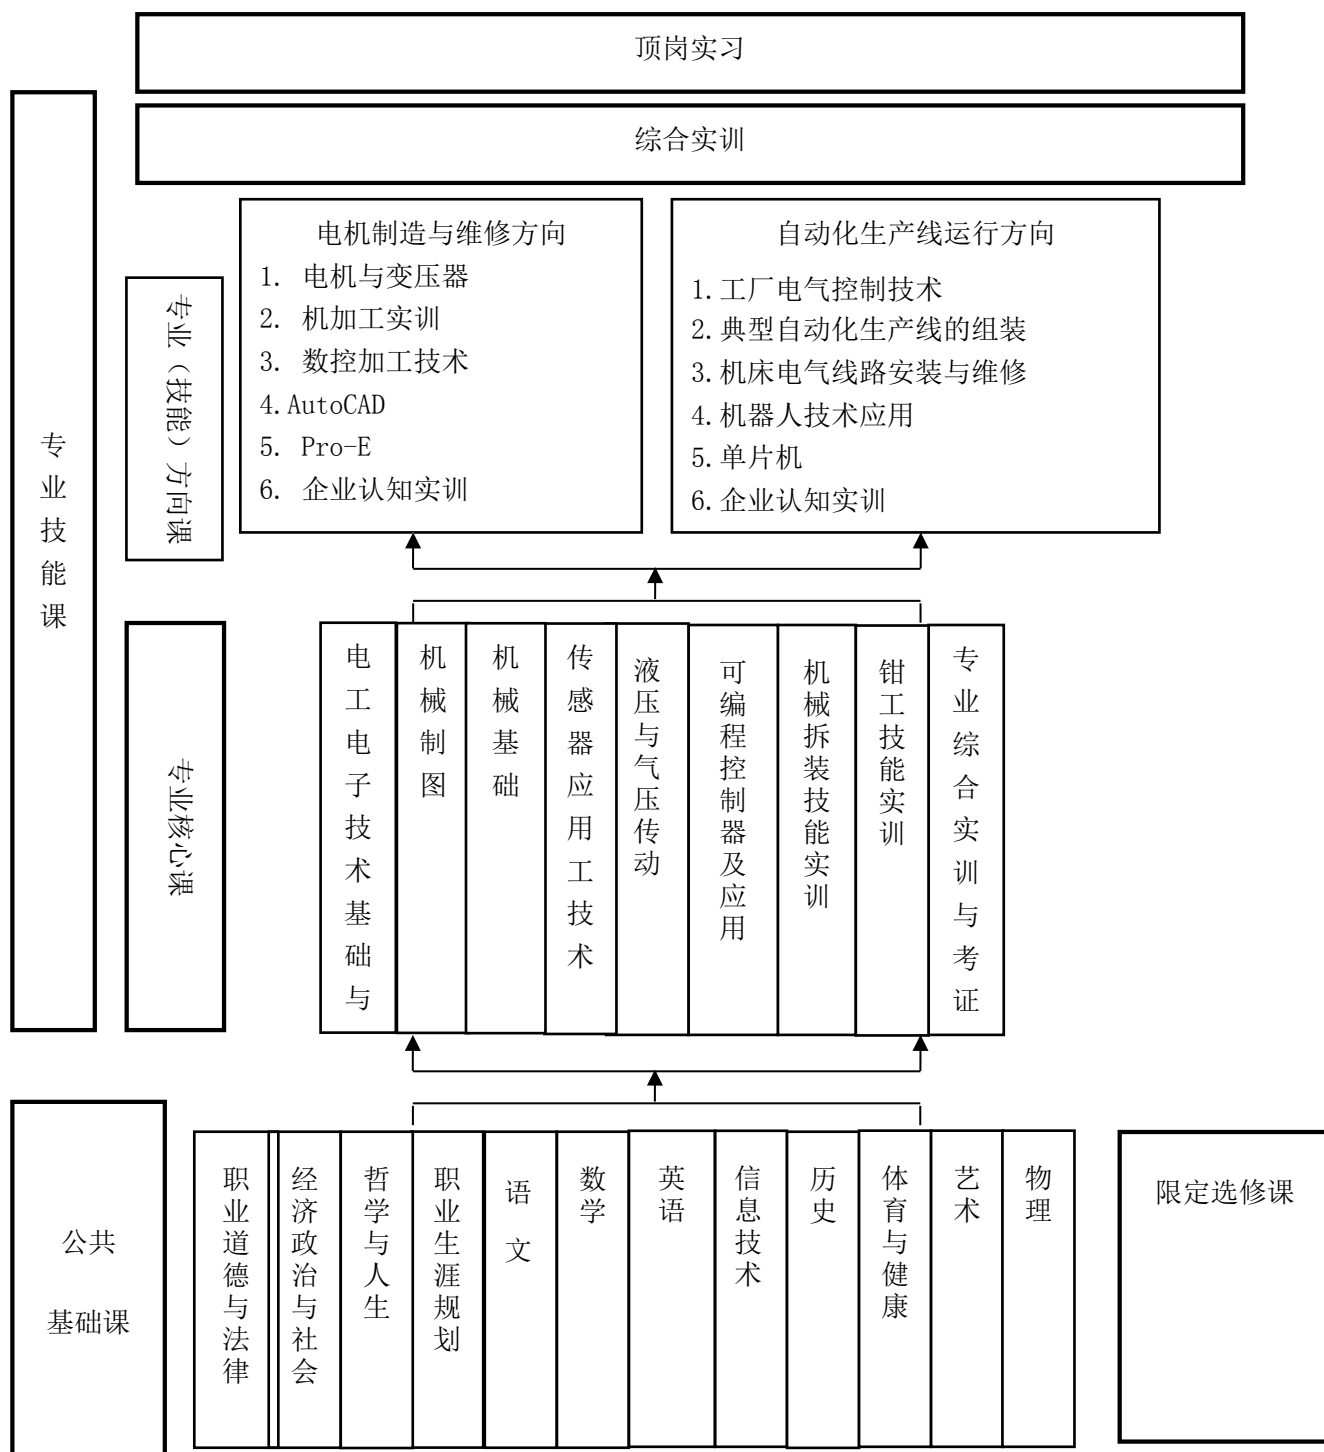 顶岗实习
综合实训
专业技能课
专业（技能）方向课
电机制造与维修方向
1. 电机与变压器
2. 机加工实训
3. 数控加工技术
4.AutoCAD
5. Pro-E
6. 企业认知实训
自动化生产线运行方向
1.工厂电气控制技术
2.典型自动化生产线的组装
3.机床电气线路安装与维修
4.机器人技术应用
5.单片机
6.企业认知实训
专业核心课
电工电子技术基础与
机械制图
机械基础
传感器应用工技术
液压与气压传动
可编程控制器及应用
机械拆装技能实训
钳工技能实训
专业综合实训与考证
公共
基础课
职业道德与法律
经济政治与社会
哲学与人生
职业生涯规划
语文
数学
英语
信息技术
历史
体育与健康
艺术
物理
限定选修课